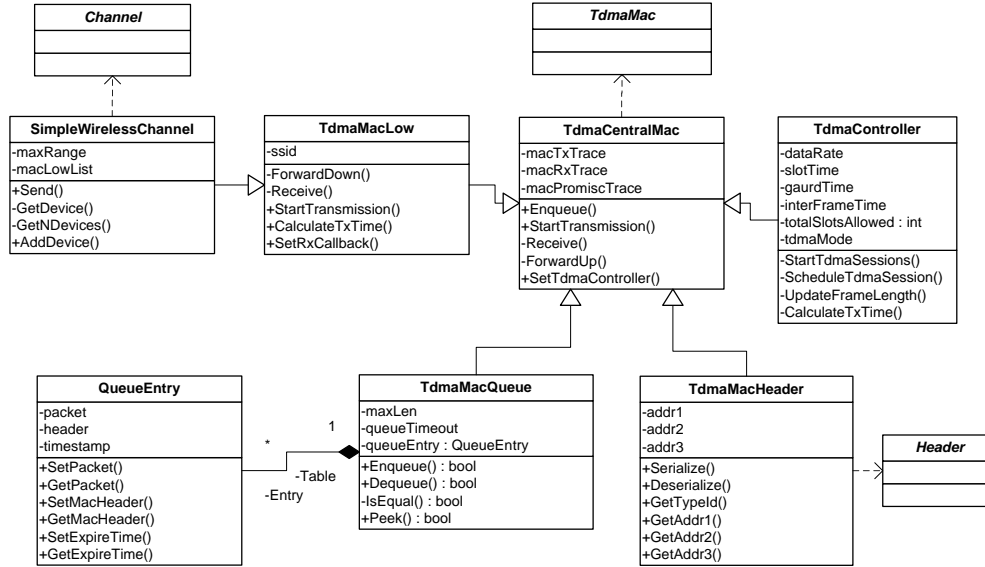 Channel
TdmaMac
SimpleWirelessChannel
-maxRange
-macLowList
+Send()
-GetDevice()
-GetNDevices()
+AddDevice()
TdmaMacLow
-ssid
-ForwardDown()
-Receive()
+StartTransmission()
+CalculateTxTime()
+SetRxCallback()
TdmaCentralMac
-macTxTrace
-macRxTrace
-macPromiscTrace
+Enqueue()
+StartTransmission()
-Receive()
-ForwardUp()
+SetTdmaController()
TdmaController
-dataRate
-slotTime
-gaurdTime
-interFrameTime
-totalSlotsAllowed : int
-tdmaMode
-StartTdmaSessions()
-ScheduleTdmaSession()
-UpdateFrameLength()
-CalculateTxTime()
QueueEntry
-packet
-header
-timestamp
+SetPacket()
+GetPacket()
+SetMacHeader()
+GetMacHeader()
+SetExpireTime()
+GetExpireTime()
*
-Entry
1
-Table
TdmaMacQueue
-maxLen
-queueTimeout
-queueEntry : QueueEntry
+Enqueue() : bool
+Dequeue() : bool
-IsEqual() : bool
+Peek() : bool
TdmaMacHeader
-addr1
-addr2
-addr3
+Serialize()
+Deserialize()
+GetTypeId()
+GetAddr1()
+GetAddr2()
+GetAddr3()
Header